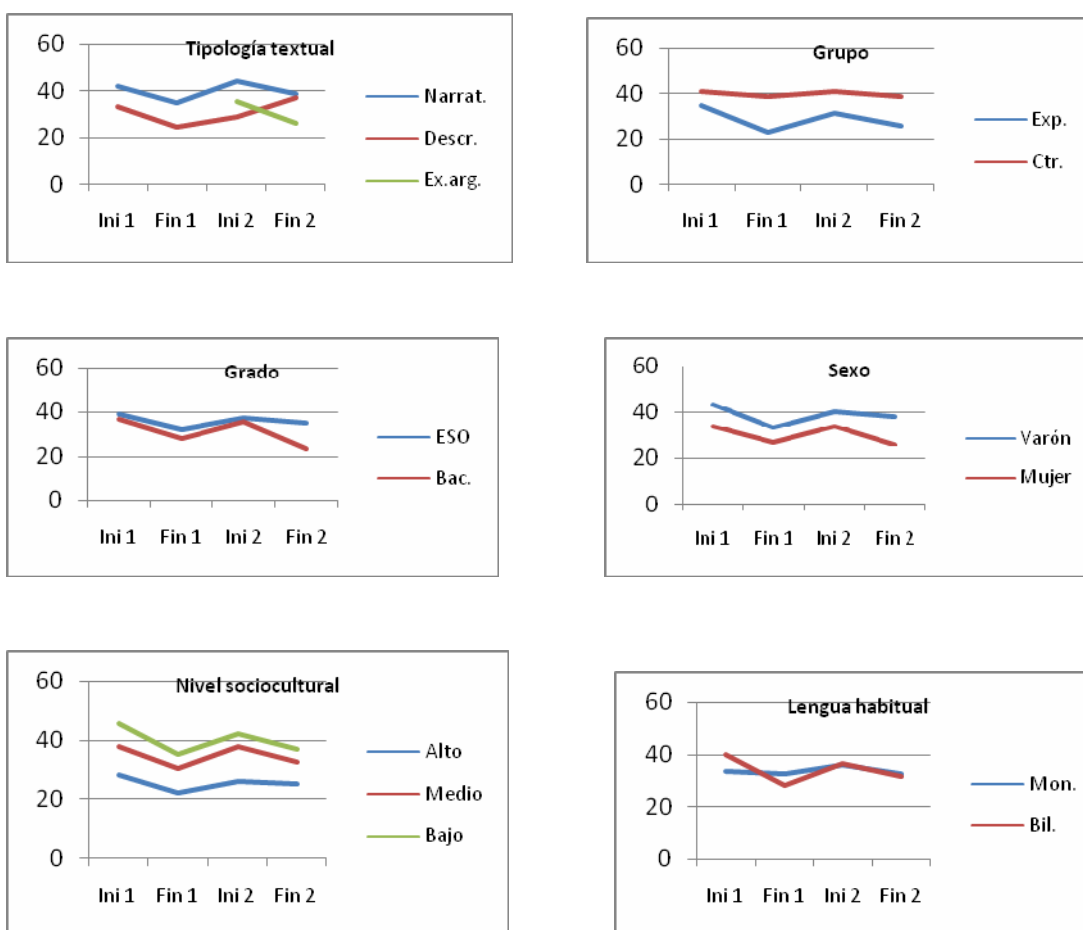 Tipología textual
60
40
20
0
Ini 1 Fin 1 Ini 2 Fin 2
Narrat.
Descr.
Ex.arg.
Grupo
60
40
20
0
Ini 1 Fin 1 Ini 2 Fin 2
Exp.
Ctr.
Grado
60
40
20
0
Ini 1 Fin 1 Ini 2 Fin 2
ESO
Bac.
Sexo
60
40
20
0
Ini 1 Fin 1 Ini 2 Fin 2
Varón
Mujer
Nivel sociocultural
60
40
20
0
Ini 1 Fin 1 Ini 2 Fin 2
Alto
Medio
Bajo
Lengua habitual
60
40
20
0
Ini 1 Fin 1 Ini 2 Fin 2
Mon.
Bil.